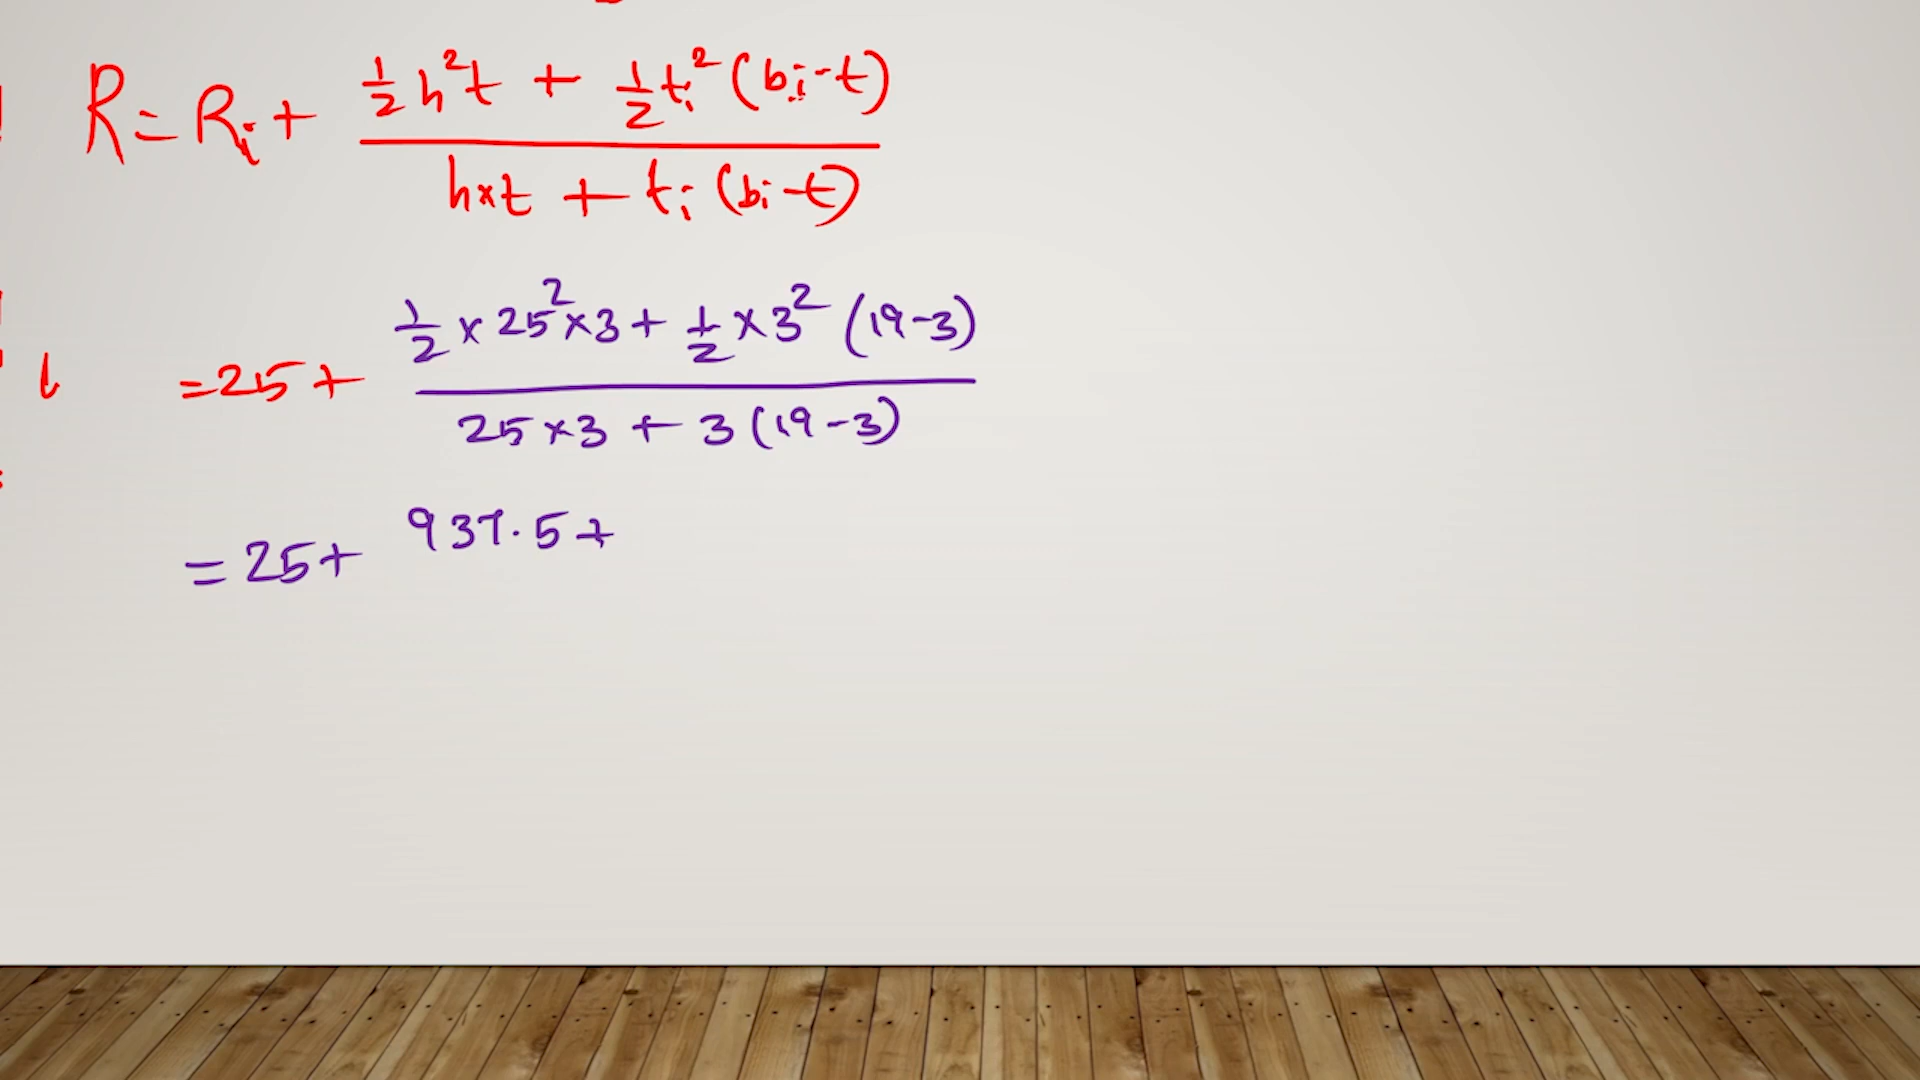 R = Ri + (½h²t + ½ti²(bi-t)) / (h×t + ti(bi-t))
= 25 + (½ × 25² × 3 + ½ × 3² (19-3)) / (25×3 + 3(19-3))
= 25 + 937.5 +